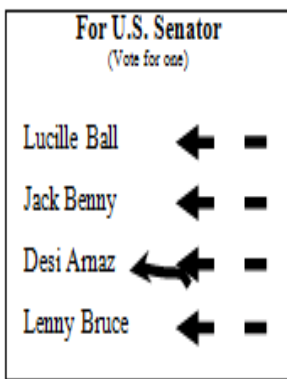 For U.S. Senator
(Vote for one)
Lucille Ball
Jack Benny
Desi Arnaz
Lenny Bruce